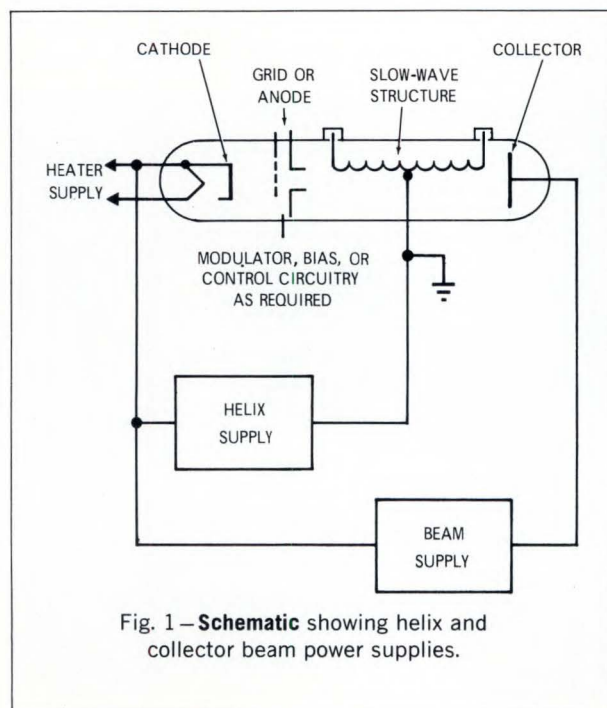 CATHODE
COLLECTOR
GRID OR
ANODE
SLOW-WAVE
STRUCTURE
HEATER
SUPPLY
MODULATOR, BIAS, OR
CONTROL CIRCUITRY
AS REQUIRED
HELIX
SUPPLY
BEAM
SUPPLY
Fig. 1 — Schematic showing helix and
collector beam power supplies.